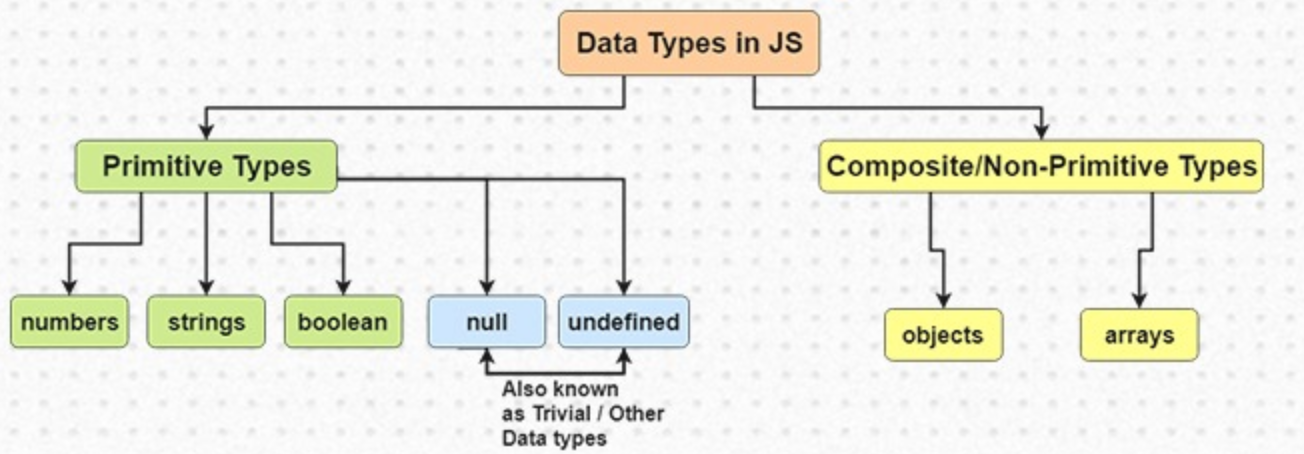 Data Types in JS
Primitive Types
Composite/Non-Primitive Types
numbers
strings
boolean
null
undefined
objects
arrays
Also known
as Trivial / Other
Data types